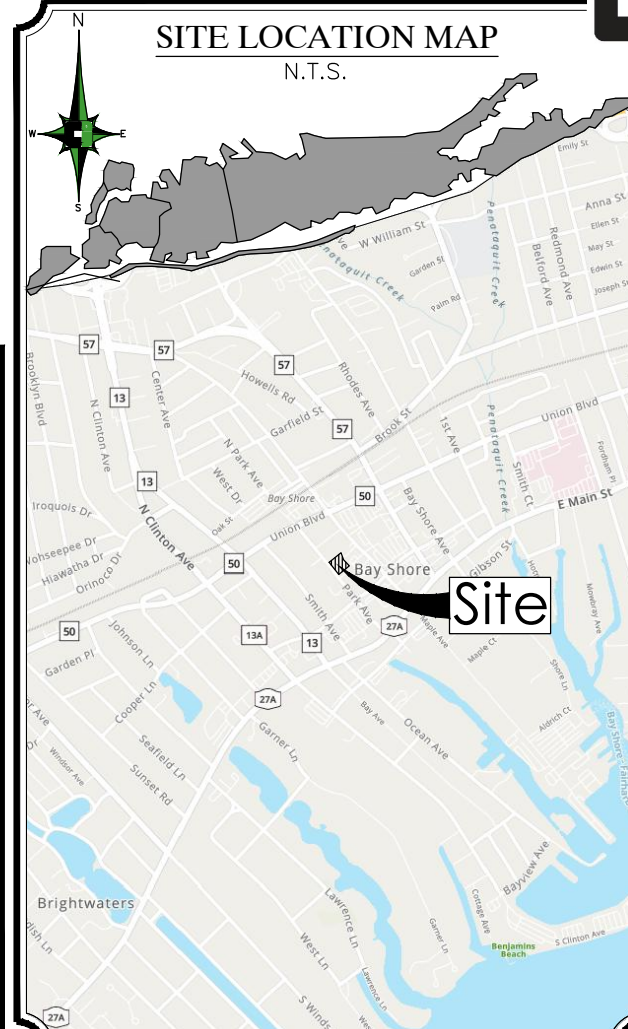 SITE LOCATION MAP
N.T.S.
N
W
E
S
Emily St
W William St
Penataquit Creek
Anna St
Ellen St
May St
Edwin St
Joseph St
Redmond Ave
Belford Ave
Garden St
Palm Rd
57
57
57
57
13
13
Brooklyn Blvd
N Clinton Ave
Center Ave
Howells Rd
Garfield St
Rhodes Ave
Brook St
1st Ave
Union Blvd
Penataquit Creek
Smith Ct
Fordham Pl
E Main St
N Park Ave
West Dr
Oak St
Bay Shore
50
Union Blvd
Bay Shore Ave
Iroquois Dr
Hiawatha Dr
Orinoco Dr
N Clinton Ave
50
Bay Shore
Gibson St
Site
Park Ave
Smith Ave
27A
Maple Ave
Maple Ct
Mowbray Ave
Shore Ln
50
13A
13
Garden Pl
Johnson Ln
Cooper Ln
27A
Bay Ave
Ocean Ave
Aldrich Ct
Garner Ln
Seafield Ln
Sunset Rd
Windsor Ave
Brightwaters
Bayview Ave
Cottage Ave
Lawrence Ln
West Ln
Garner Ln
Benjamins
Beach
S Clinton Ave
Lawrence Ln
27A